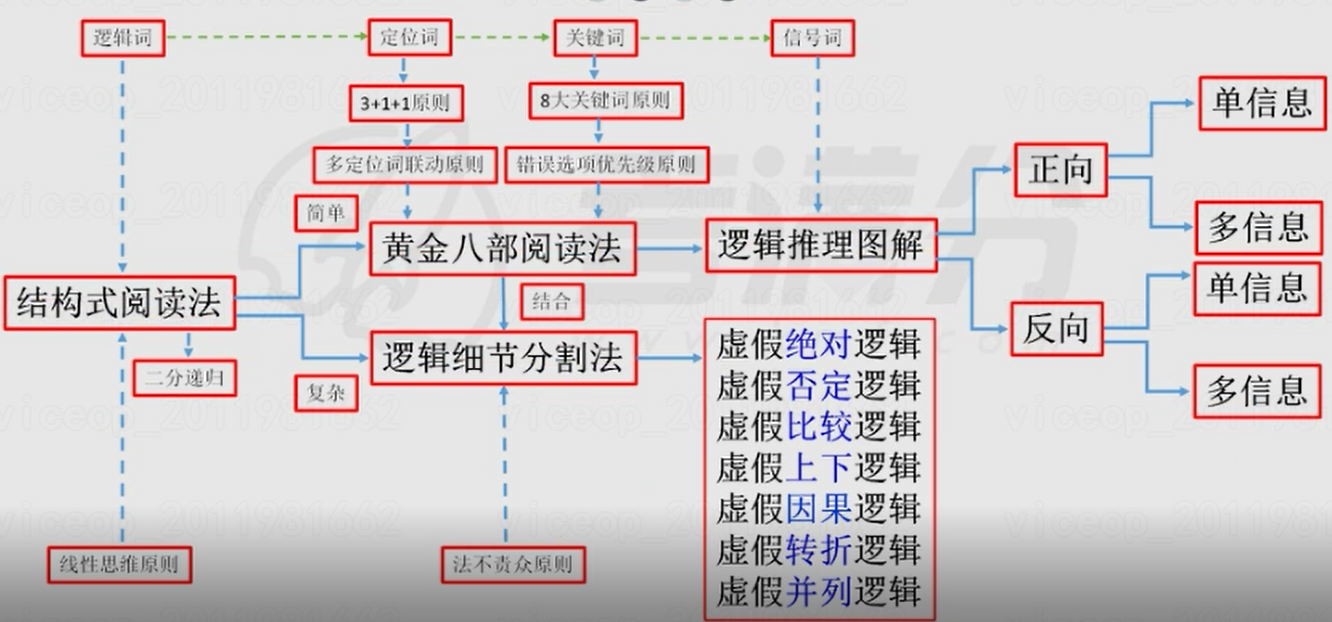 逻辑词
定位词
关键词
信号词
3+1+1原则
8大关键词原则
多定位词联动原则
错误选项优先级原则
简单
黄金八部阅读法
逻辑推理图解
正向
单信息
多信息
结构式阅读法
结合
反向
单信息
多信息
二分递归
复杂
逻辑细节分割法
虚假绝对逻辑
虚假否定逻辑
虚假比较逻辑
虚假上下逻辑
虚假因果逻辑
虚假转折逻辑
虚假并列逻辑
线性思维原则
法不责众原则